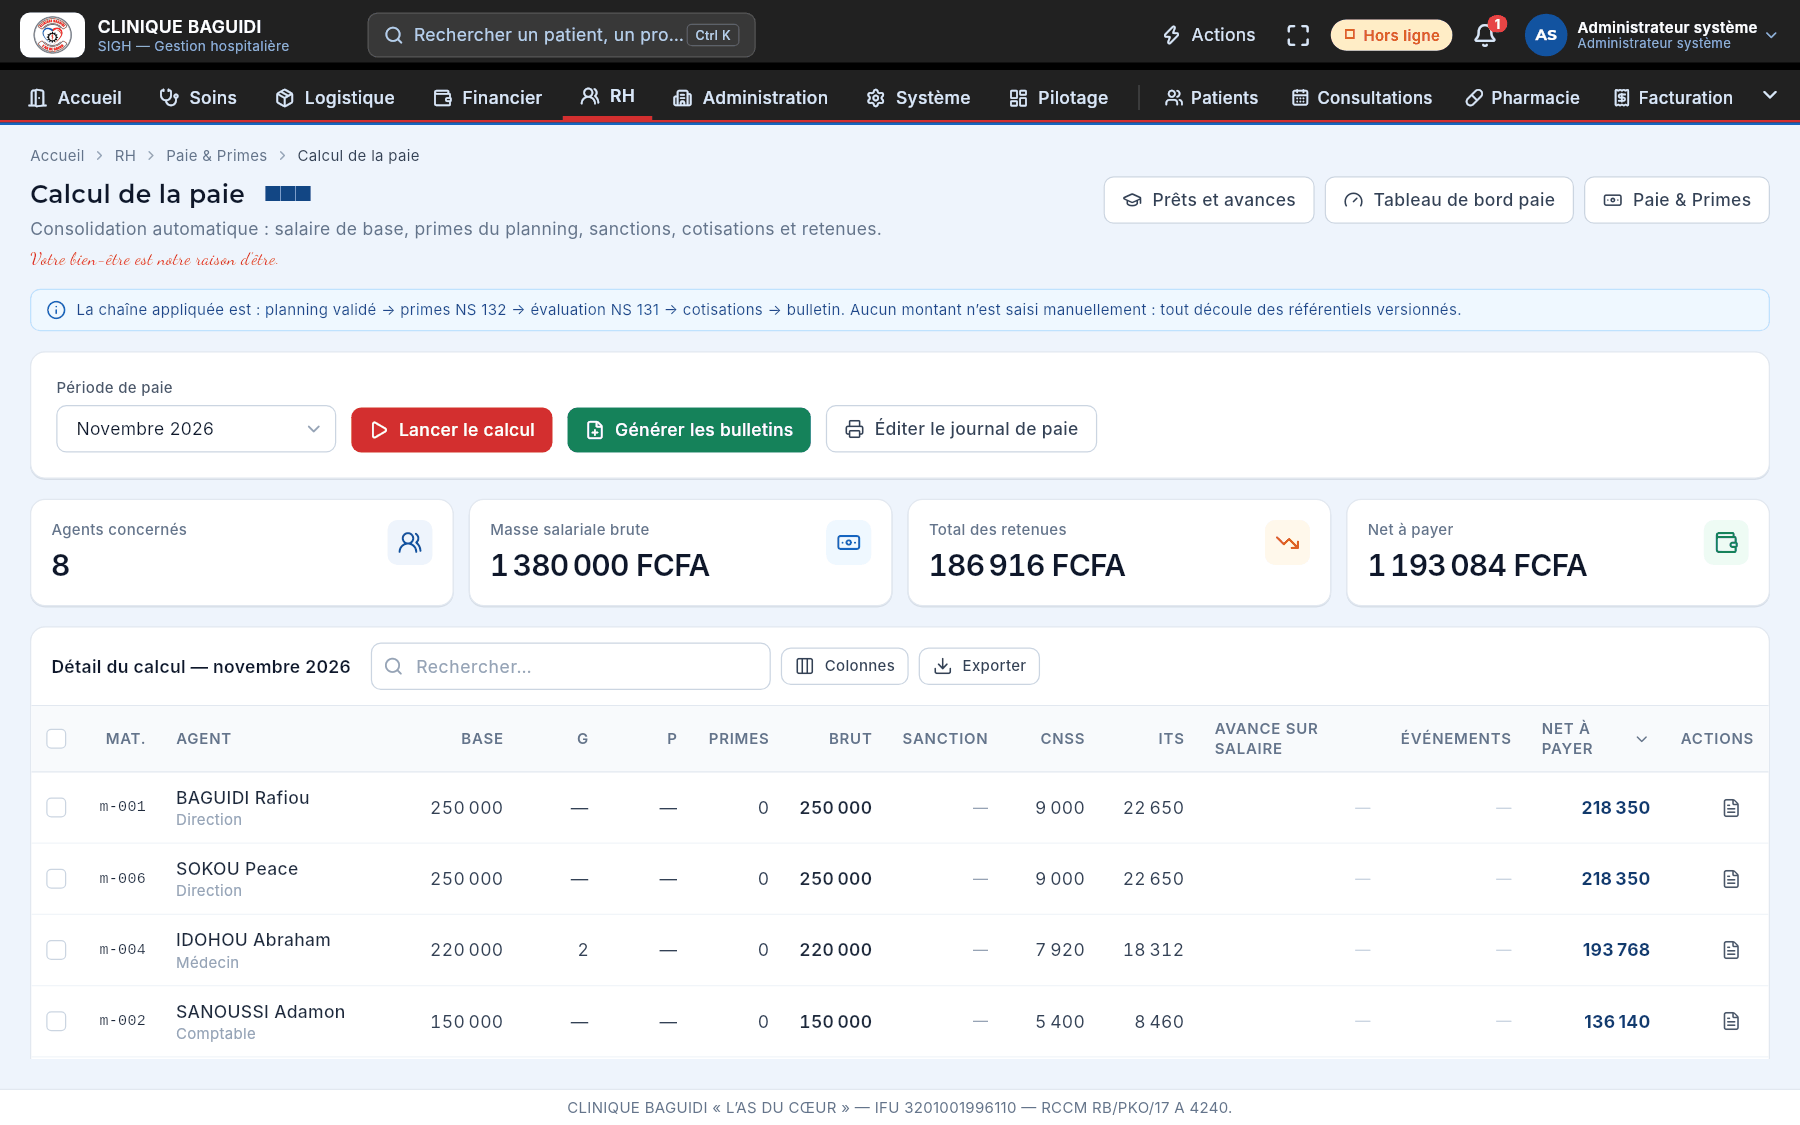 CLINIQUE BAGUIDI
SIGH — Gestion hospitalière
Rechercher un patient, un pro... Ctrl K
Actions
Hors ligne
1
AS
Administrateur système
Administrateur système
Accueil Soins Logistique Financier RH Administration Système Pilotage Patients Consultations Pharmacie Facturation
Accueil > RH > Paie & Primes > Calcul de la paie
Calcul de la paie
Prêts et avances
Tableau de bord paie
Paie & Primes
Consolidation automatique : salaire de base, primes du planning, sanctions, cotisations et retenues.
Votre bien-être est notre raison d'être.
La chaîne appliquée est : planning validé → primes NS 132 → évaluation NS 131 → cotisations → bulletin. Aucun montant n’est saisi manuellement : tout découle des référentiels versionnés.
Période de paie
Novembre 2026
Lancer le calcul
Générer les bulletins
Éditer le journal de paie
Agents concernés
8
Masse salariale brute
1 380 000 FCFA
Total des retenues
186 916 FCFA
Net à payer
1 193 084 FCFA
Détail du calcul — novembre 2026
Rechercher...
Colonnes
Exporter
MAT. AGENT BASE G P PRIMES BRUT SANCTION CNSS ITS AVANCE SUR SALAIRE ÉVÉNEMENTS NET À PAYER ACTIONS
m-001 BAGUIDI Rafiou 250 000 — — 0 250 000 — 9 000 22 650 — — 218 350
Direction
m-006 SOKOU Peace 250 000 — — 0 250 000 — 9 000 22 650 — — 218 350
Direction
m-004 IDOHOU Abraham 220 000 2 — 0 220 000 — 7 920 18 312 — — 193 768
Médecin
m-002 SANOUSSI Adamon 150 000 — — 0 150 000 — 5 400 8 460 — — 136 140
Comptable
CLINIQUE BAGUIDI « L’AS DU CŒUR » — IFU 3201001996110 — RCCM RB/PKO/17 A 4240.